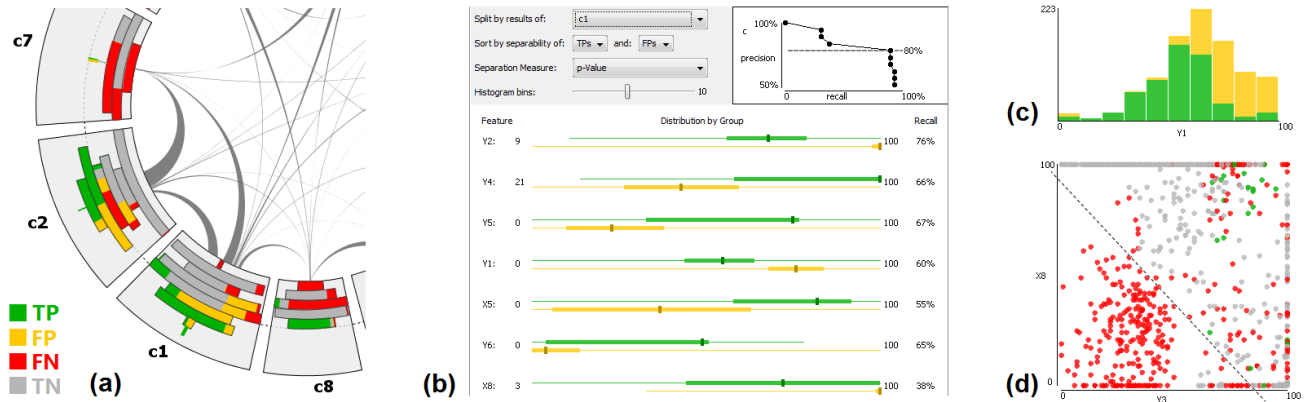 (a)
c7
c2
c1
c8
TP
FP
FN
TN
(b)
Split by results of: c1
Sort by separability of: TPs and: FPs
Separation Measure: p-Value
Histogram bins: 10
100%
c
precision
80%
50%
0 recall 100%
Feature Distribution by Group Recall
Y2: 9 100 76%
Y4: 21 100 66%
Y5: 0 100 67%
Y1: 0 100 60%
X5: 0 100 55%
Y6: 0 100 65%
X8: 3 100 38%
(c)
223
0 Y1 100
(d)
100
X8
0
0 Y3 100